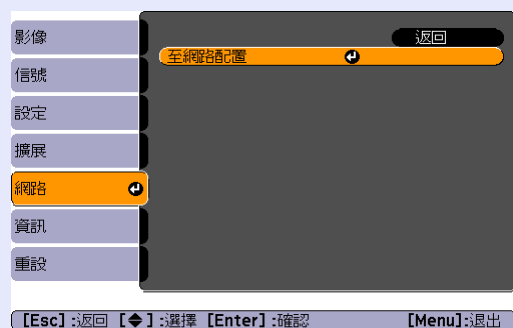 影像
信號
設定
擴展
網路
資訊
重設
返回
至網路配置
[Esc] :返回 [◆] :選擇 [Enter] :確認 [Menu]:退出